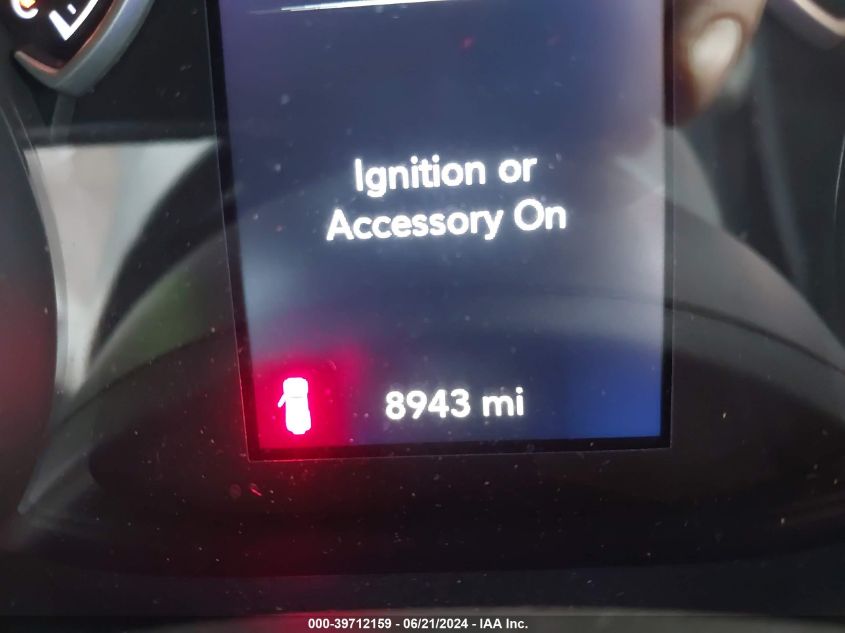 Ignition or
Accessory On
8943 mi
000-39712159 - 06/21/2024 - IAA Inc.